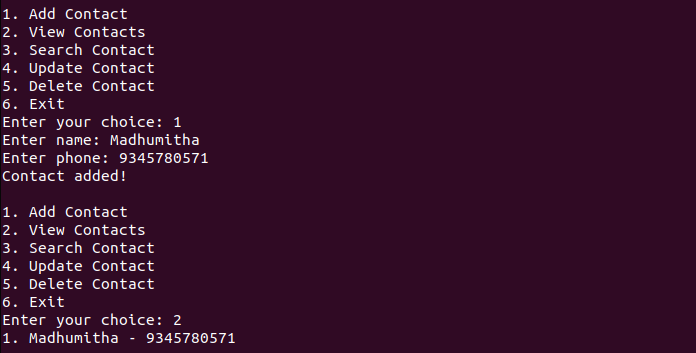 1. Add Contact
2. View Contacts
3. Search Contact
4. Update Contact
5. Delete Contact
6. Exit
Enter your choice: 1
Enter name: Madhumitha
Enter phone: 9345780571
Contact added!

1. Add Contact
2. View Contacts
3. Search Contact
4. Update Contact
5. Delete Contact
6. Exit
Enter your choice: 2
1. Madhumitha - 9345780571